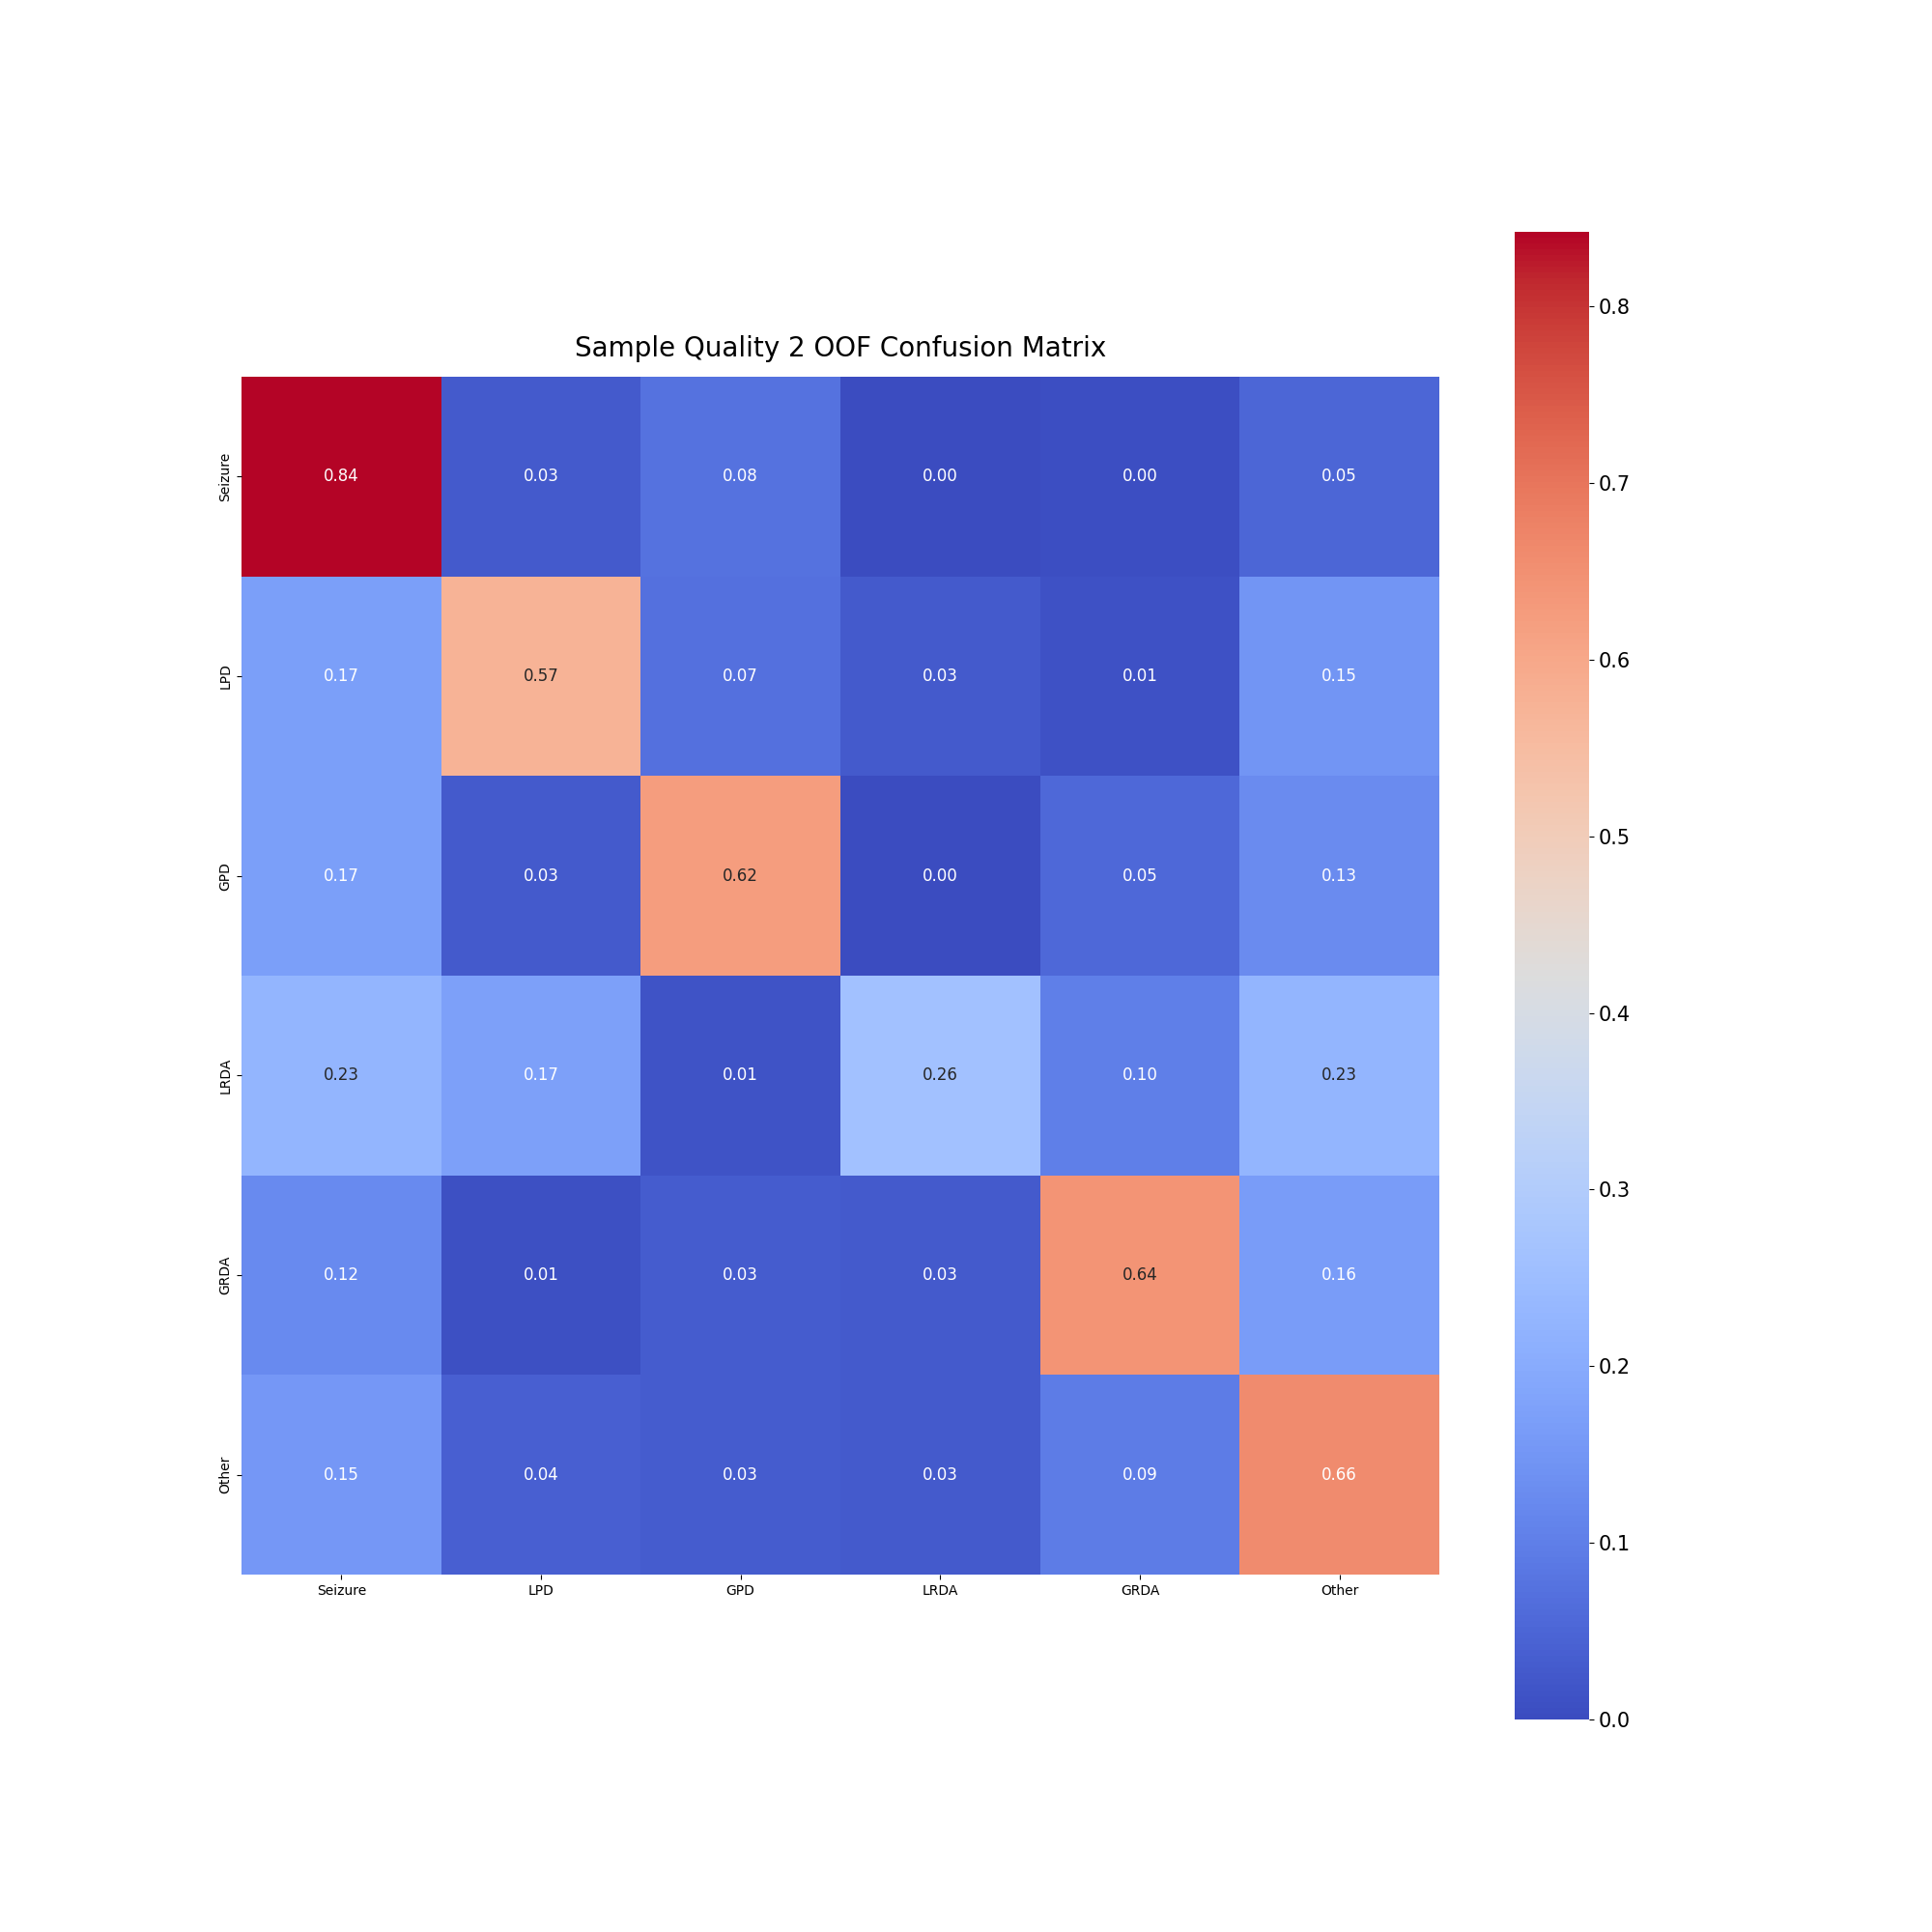 Sample Quality 2 OOF Confusion Matrix
Seizure 0.84 0.03 0.08 0.00 0.00 0.05
LPD 0.17 0.57 0.07 0.03 0.01 0.15
GPD 0.17 0.03 0.62 0.00 0.05 0.13
LRDA 0.23 0.17 0.01 0.26 0.10 0.23
GRDA 0.12 0.01 0.03 0.03 0.64 0.16
Other 0.15 0.04 0.03 0.03 0.09 0.66
Seizure LPD GPD LRDA GRDA Other
0.8
0.7
0.6
0.5
0.4
0.3
0.2
0.1
0.0